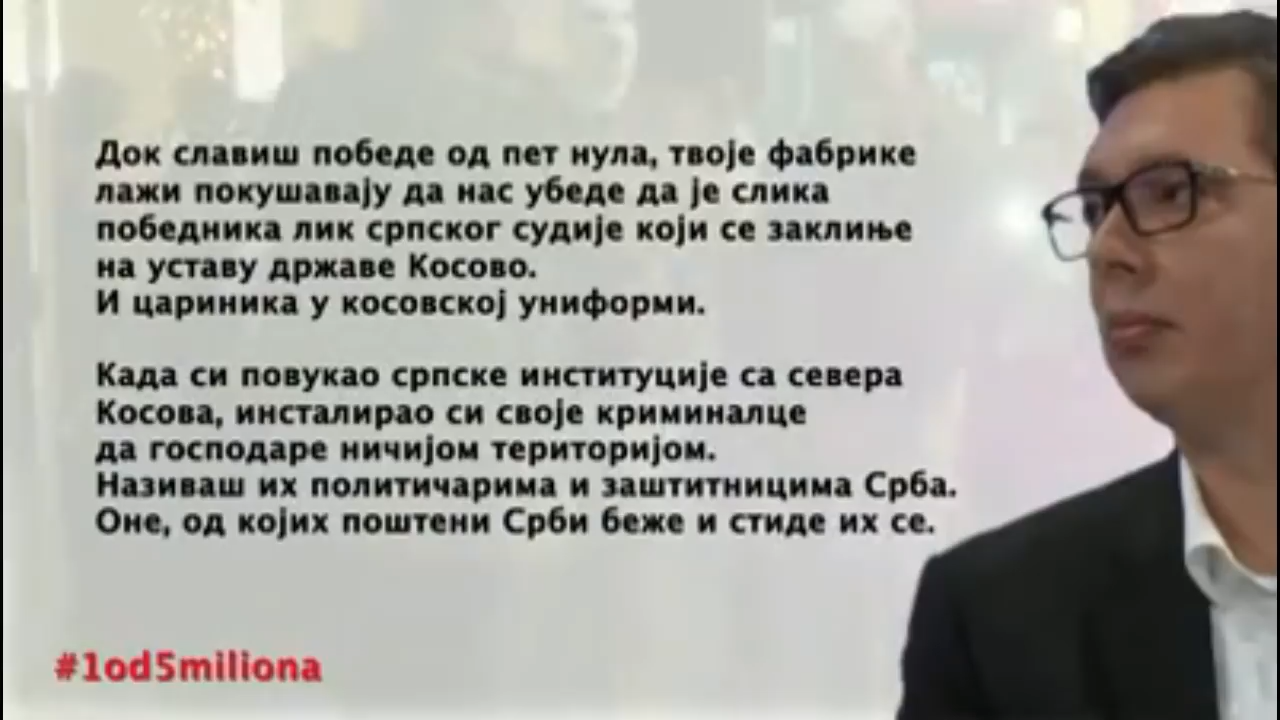 Док славиш победе од пет нула, твоје фабрике
лажи покушавају да нас убеде да је слика
победника лик српског судије који се заклиње
на уставу државе Косово.
И цариника у косовској униформи.
Када си повукао српске институције са севера
Косова, инсталирао си своје криминалце
да господаре ничијом територијом.
Називаш их политичарима и заштитницима Срба.
Оне, од којих поштени Срби беже и стиде их се.
#1od5miliona